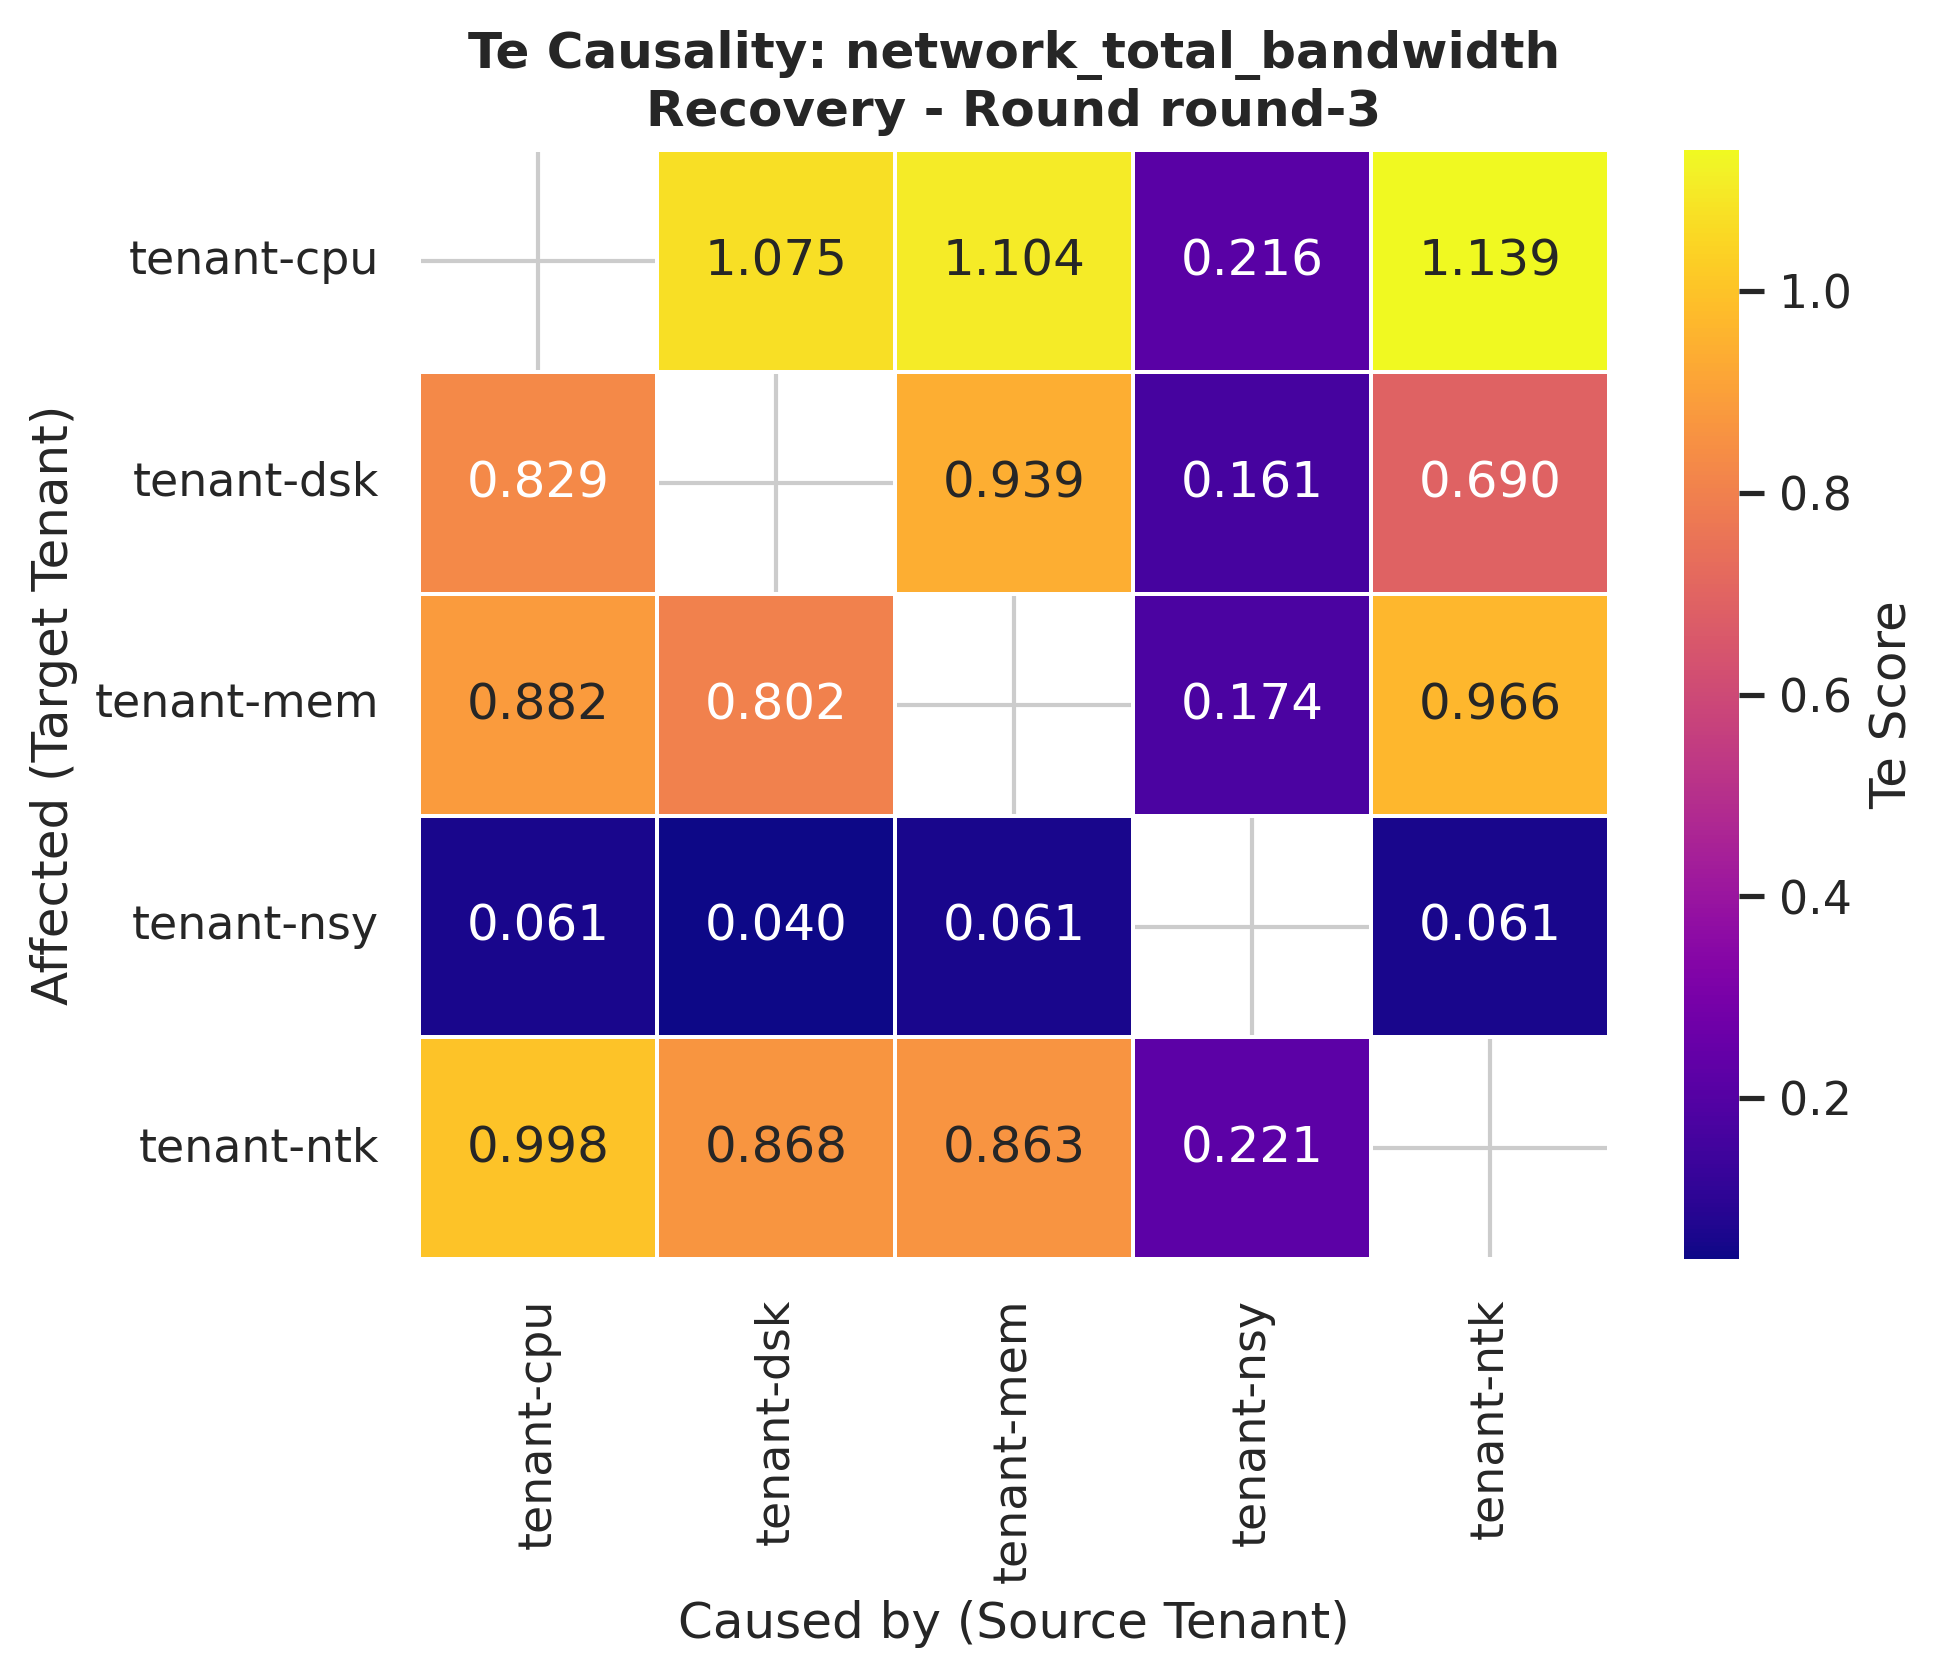 Te Causality: network_total_bandwidth
Recovery - Round round-3
Affected (Target Tenant)
tenant-cpu
1.075 1.104 0.216 1.139
tenant-dsk
0.829 0.939 0.161 0.690
tenant-mem
0.882 0.802 0.174 0.966
tenant-nsy
0.061 0.040 0.061 0.061
tenant-ntk
0.998 0.868 0.863 0.221
tenant-cpu
tenant-dsk
tenant-mem
tenant-nsy
tenant-ntk
Caused by (Source Tenant)
1.0
0.8
0.6
0.4
0.2
Te Score